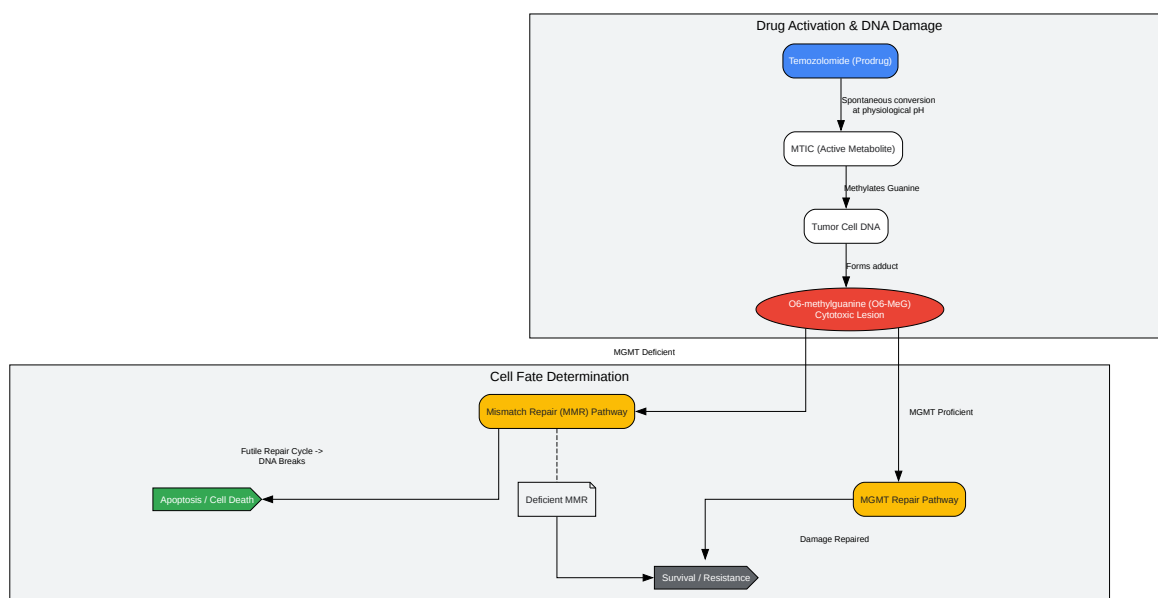 Drug Activation & DNA Damage
Temozolomide (Prodrug)
Spontaneous conversion
at physiological pH
MTIC (Active Metabolite)
Methylates Guanine
Tumor Cell DNA
Forms adduct
O6-methylguanine (O6-MeG)
Cytotoxic Lesion
MGMT Deficient
Cell Fate Determination
Mismatch Repair (MMR) Pathway
MGMT Proficient
Futile Repair Cycle ->
DNA Breaks
Apoptosis / Cell Death
Deficient MMR
MGMT Repair Pathway
Damage Repaired
Survival / Resistance